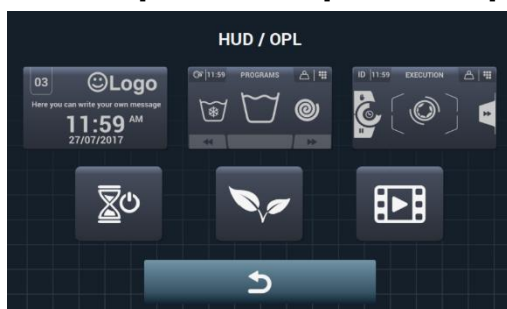 HUD / OPL
03
Logo
Here you can write your own message
11:59 AM
27/07/2017
11:59 PROGRAMS
ID 11:59 EXECUTION